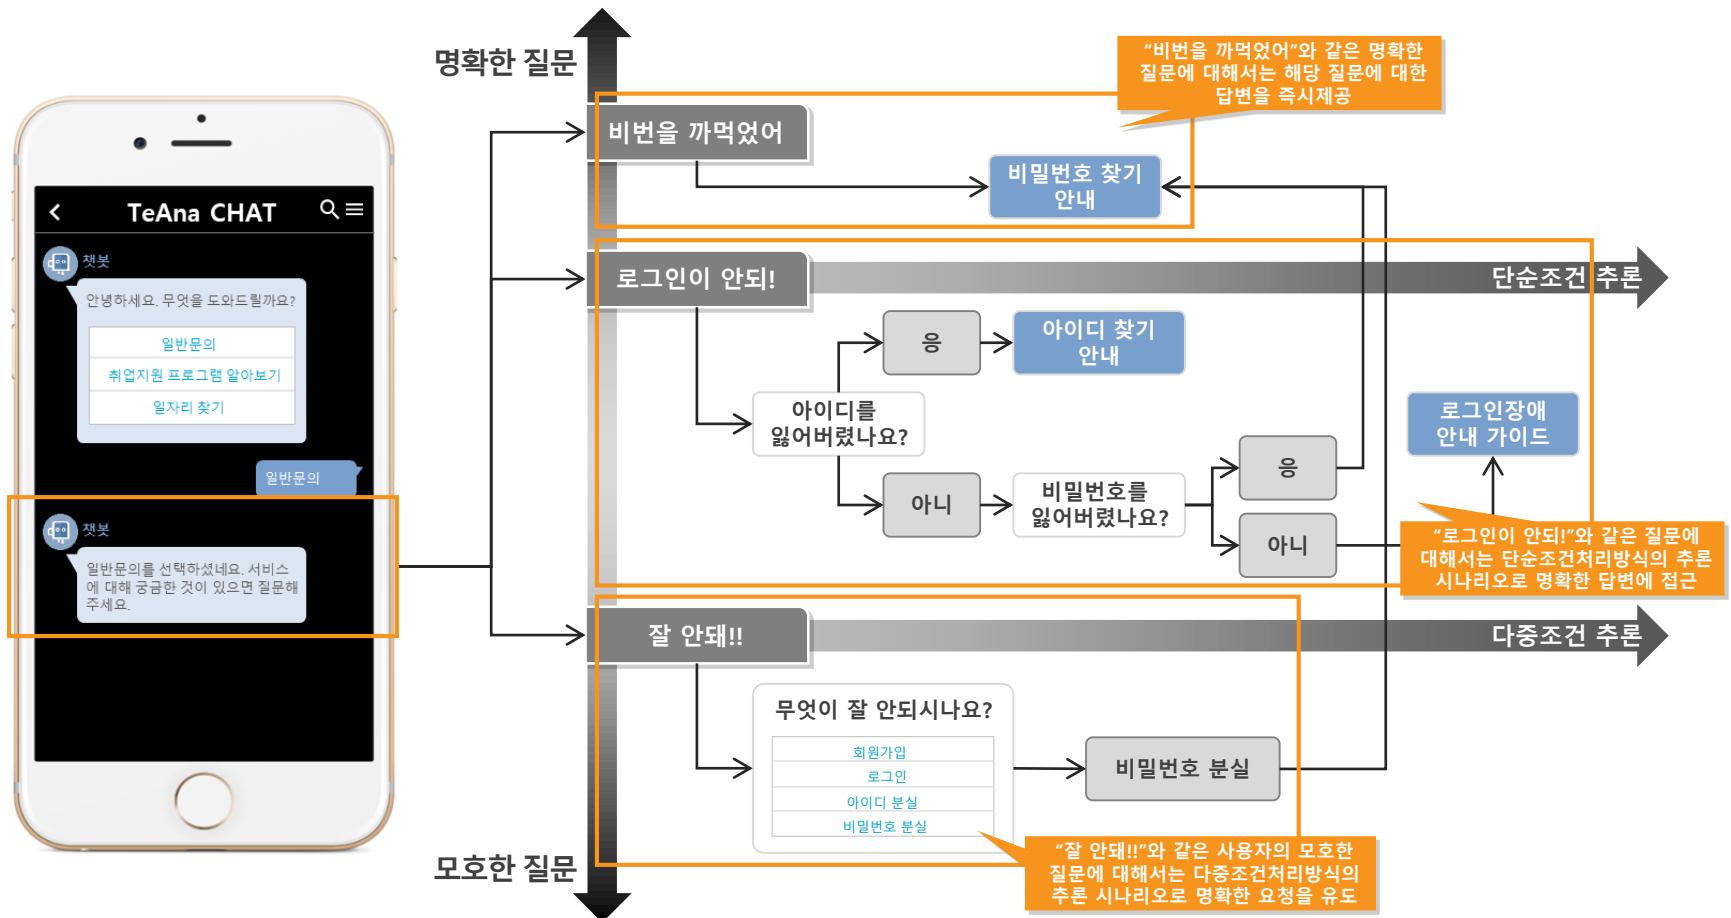 명확한 질문
“비번을 까먹었어”와 같은 명확한
질문에 대해서는 해당 질문에 대한
답변을 즉시제공
비번을 까먹었어
비밀번호 찾기
안내
TeAna CHAT
챗봇
안녕하세요. 무엇을 도와드릴까요?
일반문의
취업지원 프로그램 알아보기
일자리 찾기
일반문의
챗봇
일반문의를 선택하셨네요. 서비스
에 대해 궁금한 것이 있으면 질문해
주세요.
로그인이 안되!
단순조건 추론
응
아이디 찾기
안내
아이디를
잃어버렸나요?
로그인장애
안내 가이드
응
아니
비밀번호를
잃어버렸나요?
아니
“로그인이 안되!”와 같은 질문에
대해서는 단순조건처리방식의 추론
시나리오로 명확한 답변에 접근
잘 안돼!!
다중조건 추론
무엇이 잘 안되시나요?
회원가입
로그인
아이디 분실
비밀번호 분실
비밀번호 분실
“잘 안돼!!”와 같은 사용자의 모호한
질문에 대해서는 다중조건처리방식의
추론 시나리오로 명확한 요청을 유도
모호한 질문